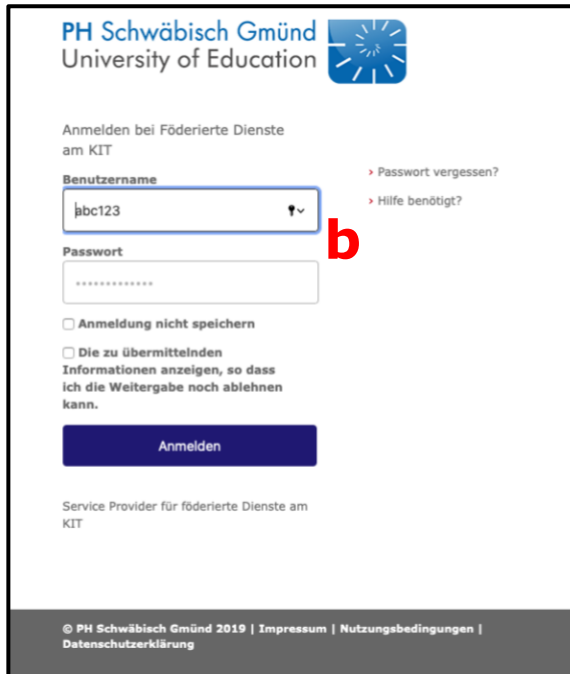 PH Schwäbisch Gmünd
University of Education
Anmelden bei Föderierte Dienste
am KIT
Benutzername
abc123
Passwort
•••••••••••••
Anmeldung nicht speichern
Die zu übermittelnden
Informationen anzeigen, so dass
ich die Weitergabe noch ablehnen
kann.
Anmelden
Service Provider für föderierte Dienste am
KIT
› Passwort vergessen?
› Hilfe benötigt?
b
© PH Schwäbisch Gmünd 2019 | Impressum | Nutzungsbedingungen |
Datenschutzerklärung